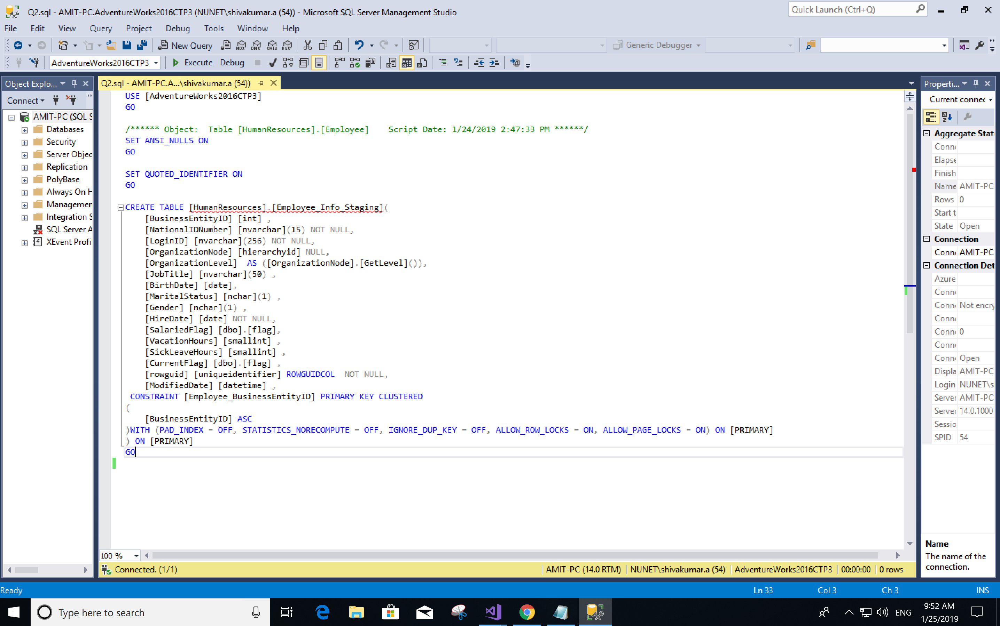 Q2.sql - AMIT-PC.AdventureWorks2016CTP3 (NUNET\shivakumar.a (54)) - Microsoft SQL Server Management Studio
Quick Launch (Ctrl+Q)
File Edit View Query Project Debug Tools Window Help
New Query MDX DMX XMLA DAX Generic Debugger
AdventureWorks2016CTP3 Execute Debug
Object Explo...
Connect
AMIT-PC (SQL S
Databases
Security
Server Objec
Replication
PolyBase
Always On H
Managemen
Integration S
SQL Server A
XEvent Profi
Q2.sql - AMIT-PC.A...\shivakumar.a (54))
USE [AdventureWorks2016CTP3]
GO
/****** Object:  Table [HumanResources].[Employee]    Script Date: 1/24/2019 2:47:33 PM ******/
SET ANSI_NULLS ON
GO
SET QUOTED_IDENTIFIER ON
GO
CREATE TABLE [HumanResources].[Employee_Info_Staging](
[BusinessEntityID] [int] ,
[NationalIDNumber] [nvarchar](15) NOT NULL,
[LoginID] [nvarchar](256) NOT NULL,
[OrganizationNode] [hierarchyid] NULL,
[OrganizationLevel]  AS ([OrganizationNode].[GetLevel]()),
[JobTitle] [nvarchar](50) ,
[BirthDate] [date],
[MaritalStatus] [nchar](1) ,
[Gender] [nchar](1) ,
[HireDate] [date] NOT NULL,
[SalariedFlag] [dbo].[flag],
[VacationHours] [smallint] ,
[SickLeaveHours] [smallint] ,
[CurrentFlag] [dbo].[flag] ,
[rowguid] [uniqueidentifier] ROWGUIDCOL  NOT NULL,
[ModifiedDate] [datetime] ,
CONSTRAINT [Employee_BusinessEntityID] PRIMARY KEY CLUSTERED
(
[BusinessEntityID] ASC
)WITH (PAD_INDEX = OFF, STATISTICS_NORECOMPUTE = OFF, IGNORE_DUP_KEY = OFF, ALLOW_ROW_LOCKS = ON, ALLOW_PAGE_LOCKS = ON) ON [PRIMARY]
) ON [PRIMARY]
GO
100 %
Connected. (1/1)
AMIT-PC (14.0 RTM) NUNET\shivakumar.a (54) AdventureWorks2016CTP3 00:00:00 0 rows
Properti...
Current connec
Aggregate Stat
Conn
Elapse
Finish
Name AMIT-PC
Rows 0
Start t
State Open
Connection
Conn AMIT-PC
Connection Det
Azure
Conn
Conn Not encry
Conn
Conn 0
Conn
Conn Open
Displa AMIT-PC
Login NUNET\s
Server AMIT-PC
Server 14.0.1000
Sessio
SPID 54
Name
The name of the
connection.
Ready
Ln 33 Col 3 Ch 3 INS
Type here to search
ENG
9:52 AM
1/25/2019